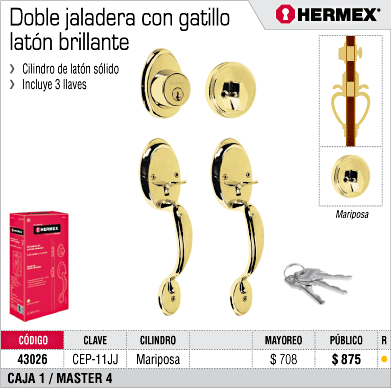 Doble jaladera con gatillo
latón brillante
HERMEX®
Cilindro de latón sólido
Incluye 3 llaves
Mariposa
HERMEX
CÓDIGO CLAVE CILINDRO MAYOREO PÚBLICO R
43026 CEP-11JJ Mariposa $ 708 $ 875
CAJA 1 / MASTER 4